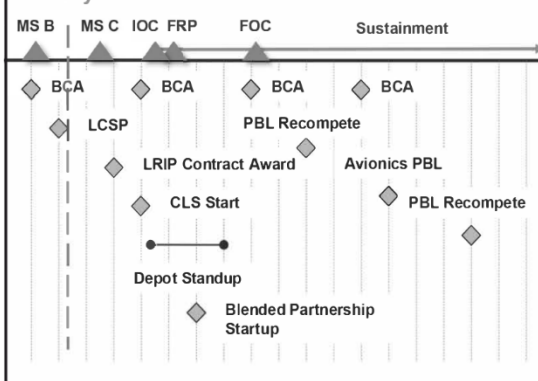 MS B MS C IOC FRP FOC Sustainment
BCA BCA BCA BCA
LCSP PBL Recompete
LRIP Contract Award Avionics PBL
CLS Start PBL Recompete
Depot Standup
Blended Partnership
Startup